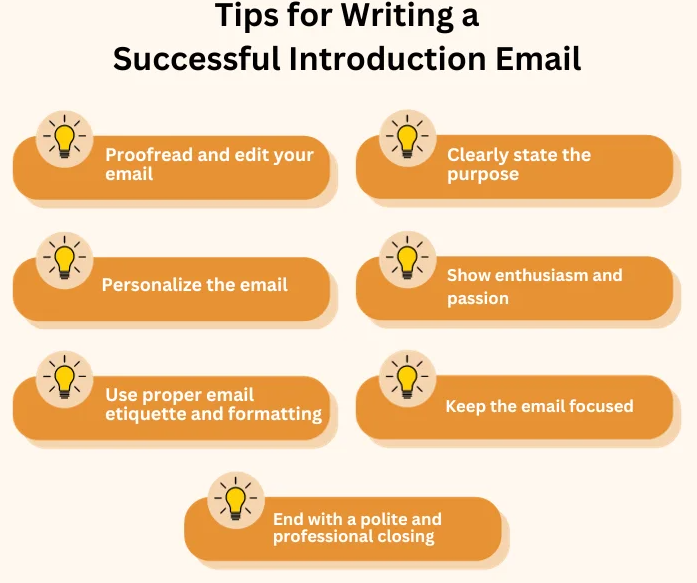 Tips for Writing a
Successful Introduction Email
Proofread and edit your
email
Clearly state the
purpose
Personalize the email
Show enthusiasm and
passion
Use proper email
etiquette and formatting
Keep the email focused
End with a polite and
professional closing